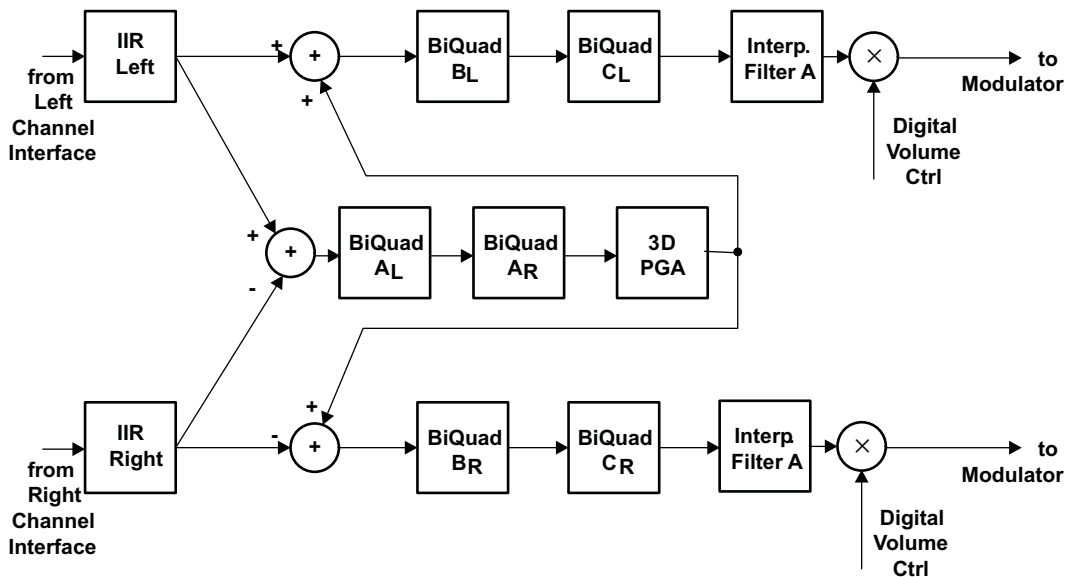 IIR
Left
from
Left
Channel
Interface
+
+
+
BiQuad
BL
BiQuad
CL
Interp.
Filter A
×
to
Modulator
Digital
Volume
Ctrl
+
-
+
BiQuad
AL
BiQuad
AR
3D
PGA
IIR
Right
from
Right
Channel
Interface
+
-
+
BiQuad
BR
BiQuad
CR
Interp.
Filter A
×
to
Modulator
Digital
Volume
Ctrl